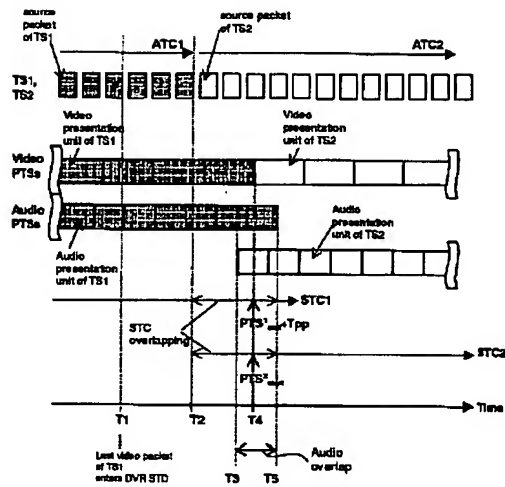 source
packet
of TS1
ATC1
source
packet of
TS2
ATC2
TS1,
TS2
Video
presentation
unit of TS1
Video
presentation
unit of TS2
Video
PTSs
Audio
PTSs
Audio
presentation
unit of TS1
Audio
presentation
unit of TS2
STC1
STC
overlapping
PTS¹
Tpp
STC2
PTS²
Time
T1
T2
T4
Last video packet
of TS1
enters DVR STD
T3
T5
Audio
overlap